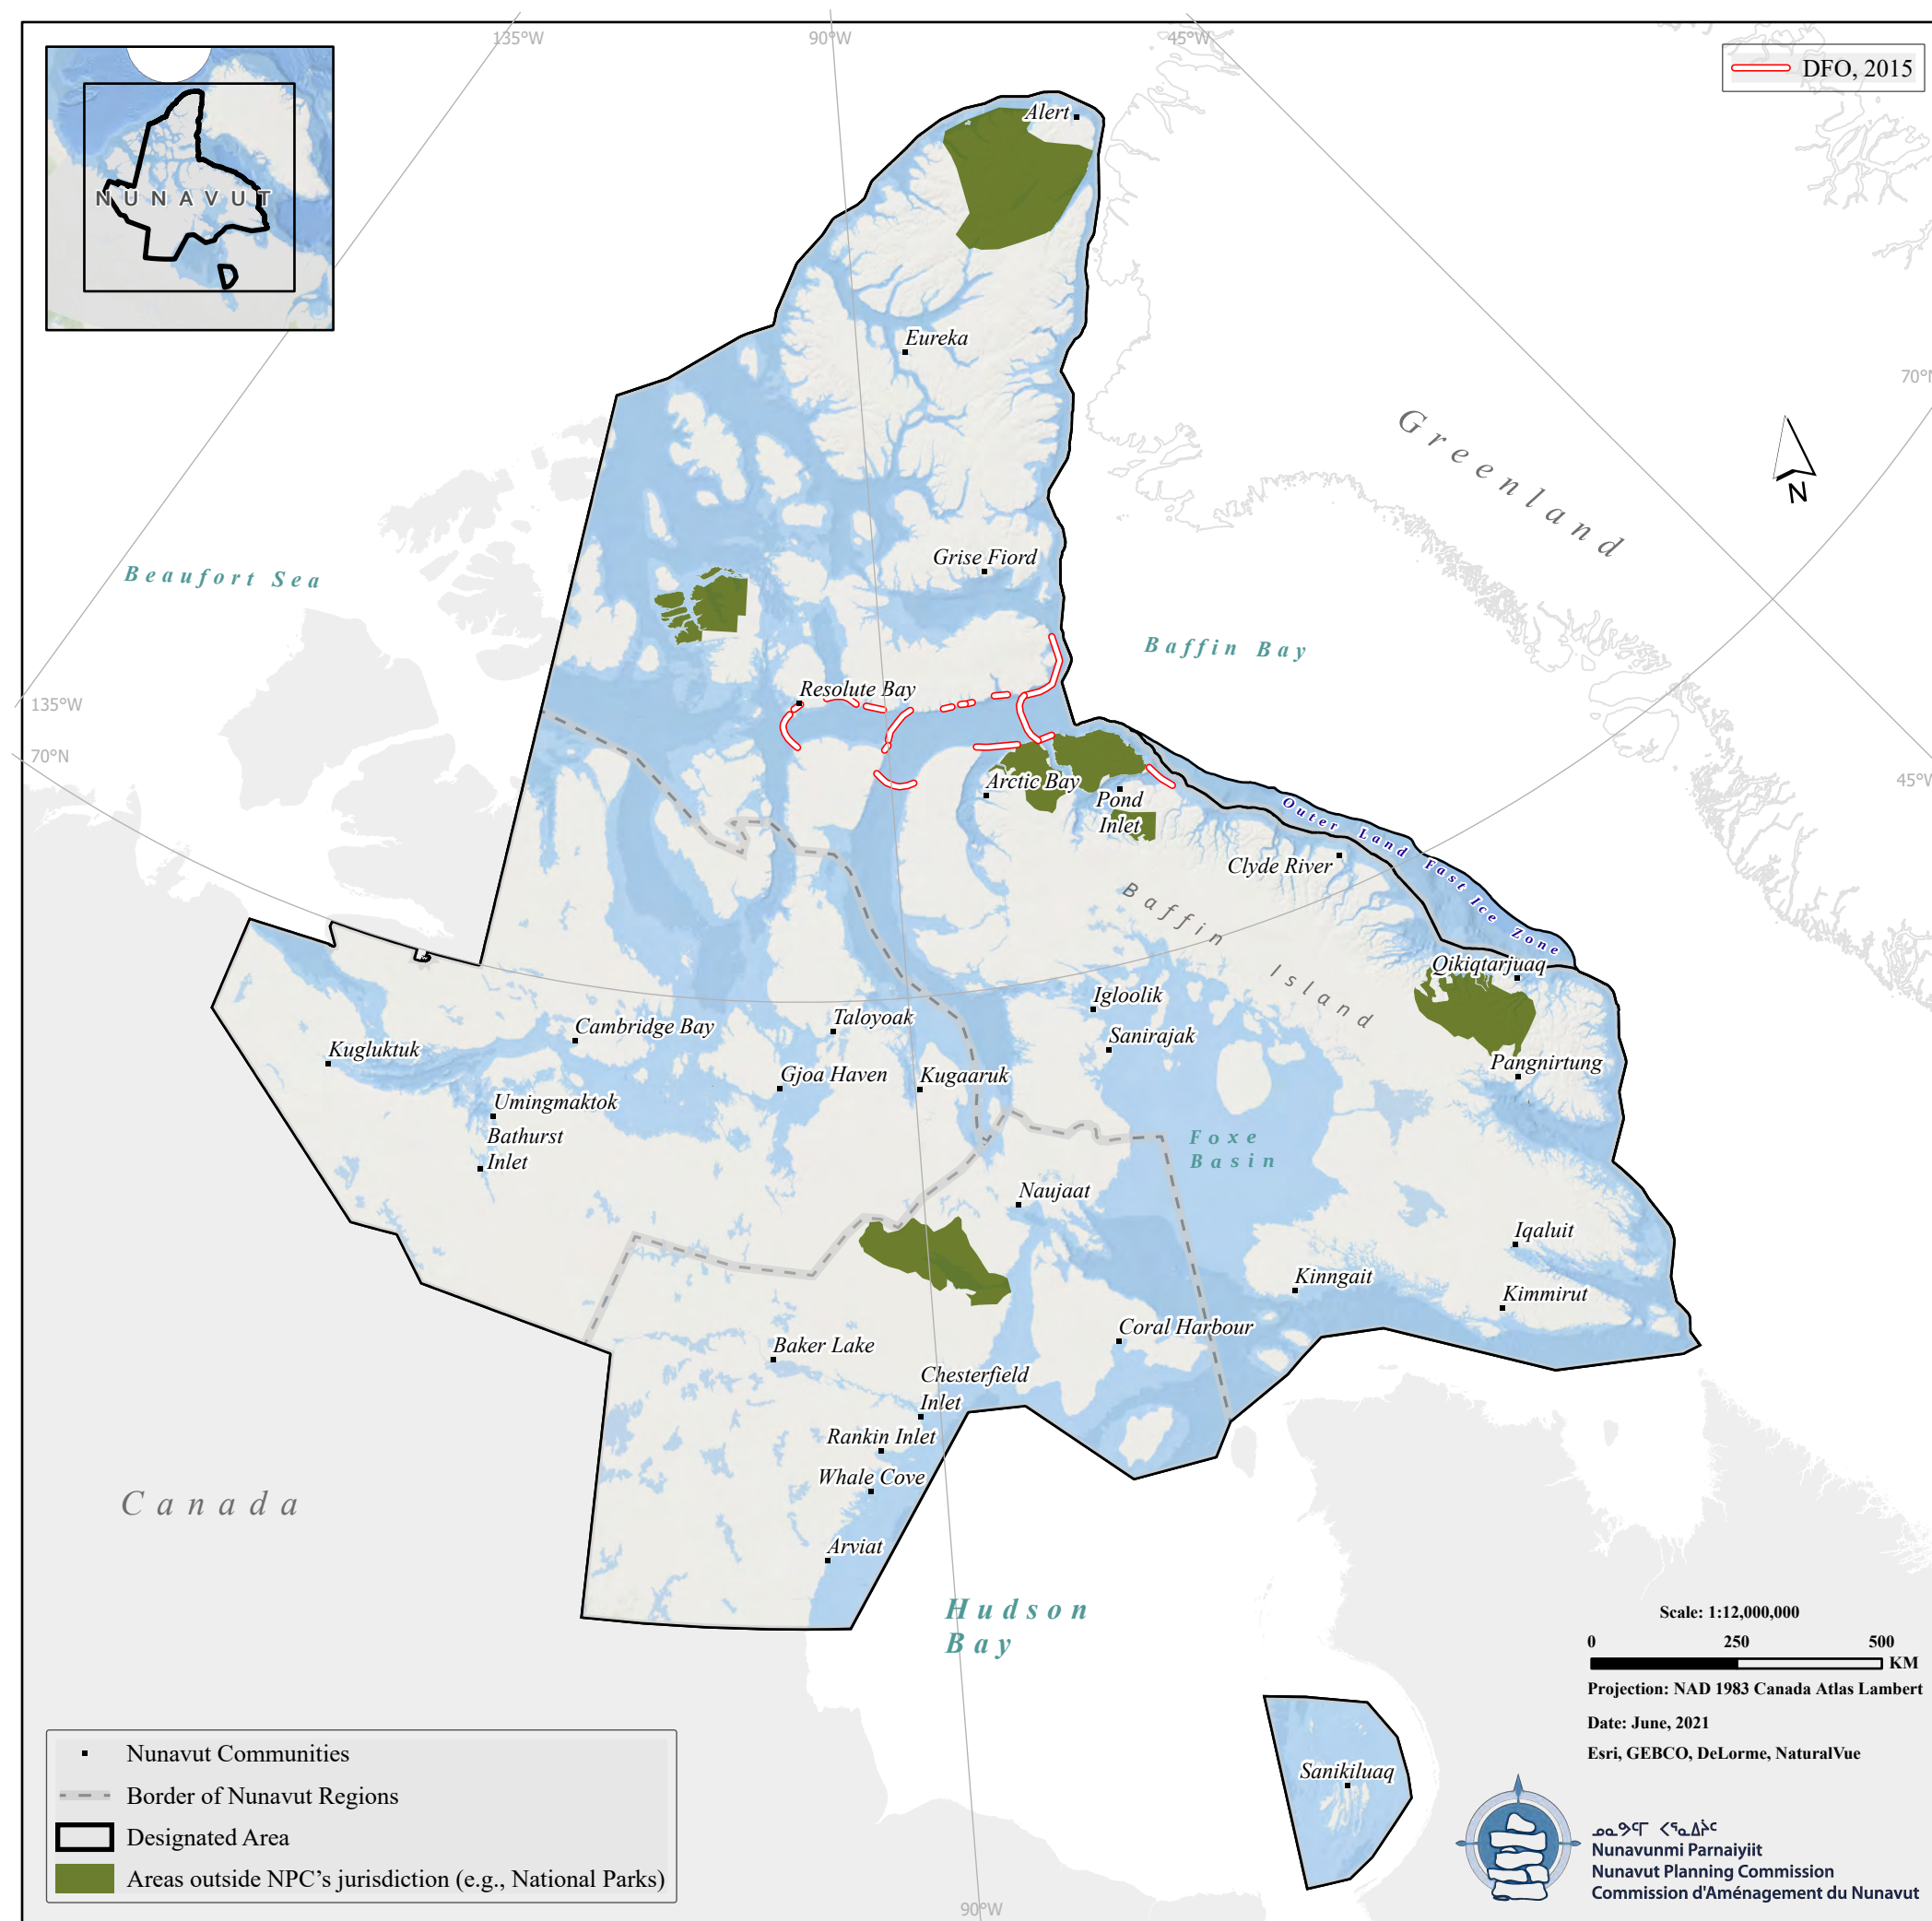 135°W
90°W
45°W
DFO, 2015
NUNAVUT
Alert
Eureka
70°N
Greenland
N
Grise Fiord
Beaufort Sea
Baffin Bay
Resolute Bay
135°W
70°N
Arctic Bay
Pond
Inlet
45°W
Outer Land Fast Ice Zone
Clyde River
Baffin
Island
Qikiqtarjuaq
Igloolik
Taloyoak
Cambridge Bay
Sanirajak
Kugluktuk
Pangnirtung
Gjoa Haven
Kugaaruk
Umingmaktok
Bathurst
Inlet
Foxe
Basin
Naujaat
Iqaluit
Kinngait
Kimmirut
Coral Harbour
Baker Lake
Chesterfield
Inlet
Rankin Inlet
Whale Cove
Canada
Arviat
Hudson
Bay
Scale: 1:12,000,000
0 250 500
KM
Projection: NAD 1983 Canada Atlas Lambert
Date: June, 2021
Esri, GEBCO, DeLorme, NaturalVue
Sanikiluaq
Nunavut Communities
Border of Nunavut Regions
Designated Area
Areas outside NPC's jurisdiction (e.g., National Parks)
ᓄᓇᕗᑦᒥ ᐸᕐᓇᐃᔩᑦ
Nunavunmi Parnaiyiit
Nunavut Planning Commission
Commission d'Aménagement du Nunavut
90°W